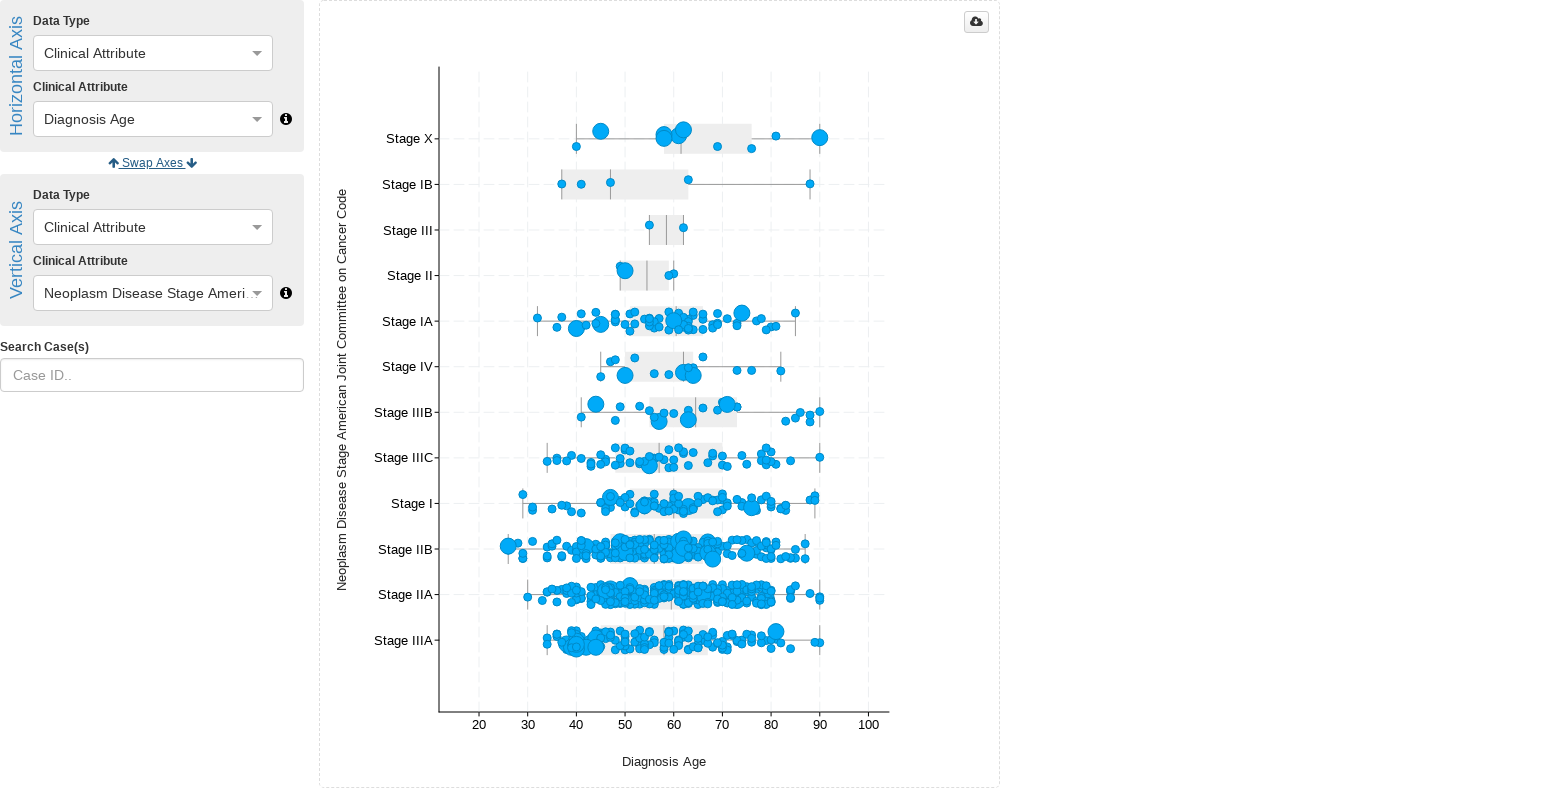 Horizontal Axis
Data Type
Clinical Attribute
Clinical Attribute
Diagnosis Age
Swap Axes
Vertical Axis
Data Type
Clinical Attribute
Clinical Attribute
Neoplasm Disease Stage Ameri...
Search Case(s)
Case ID..
Neoplasm Disease Stage American Joint Committee on Cancer Code
Stage X
Stage IB
Stage III
Stage II
Stage IA
Stage IV
Stage IIIB
Stage IIIC
Stage I
Stage IIB
Stage IIA
Stage IIIA
20 30 40 50 60 70 80 90 100
Diagnosis Age